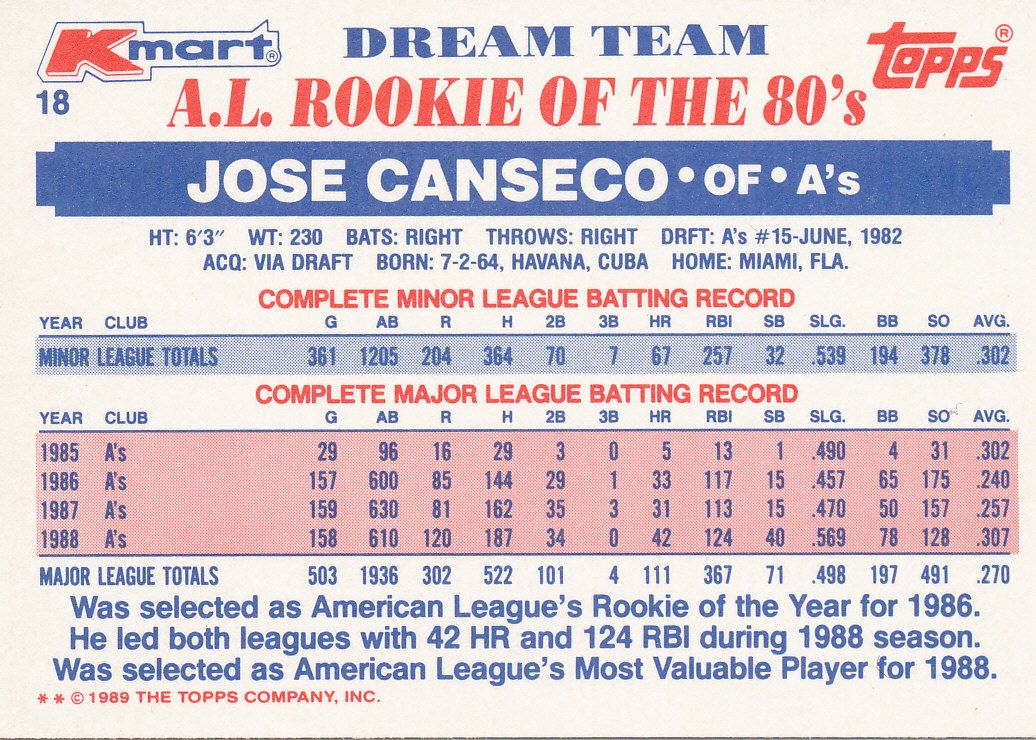 Kmart® DREAM TEAM Topps®
18 A.L. ROOKIE OF THE 80's
JOSE CANSECO • OF • A's
HT: 6'3" WT: 230 BATS: RIGHT THROWS: RIGHT DRFT: A's #15-JUNE, 1982
ACQ: VIA DRAFT BORN: 7-2-64, HAVANA, CUBA HOME: MIAMI, FLA.
COMPLETE MINOR LEAGUE BATTING RECORD
YEAR CLUB G AB R H 2B 3B HR RBI SB SLG. BB SO AVG.
MINOR LEAGUE TOTALS 361 1205 204 364 70 7 67 257 32 .539 194 378 .302
COMPLETE MAJOR LEAGUE BATTING RECORD
YEAR CLUB G AB R H 2B 3B HR RBI SB SLG. BB SO AVG.
1985 A's 29 96 16 29 3 0 5 13 1 .490 4 31 .302
1986 A's 157 600 85 144 29 1 33 117 15 .457 65 175 .240
1987 A's 159 630 81 162 35 3 31 113 15 .470 50 157 .257
1988 A's 158 610 120 187 34 0 42 124 40 .569 78 128 .307
MAJOR LEAGUE TOTALS 503 1936 302 522 101 4 111 367 71 .498 197 491 .270
Was selected as American League's Rookie of the Year for 1986.
He led both leagues with 42 HR and 124 RBI during 1988 season.
Was selected as American League's Most Valuable Player for 1988.
* * © 1989 THE TOPPS COMPANY, INC.